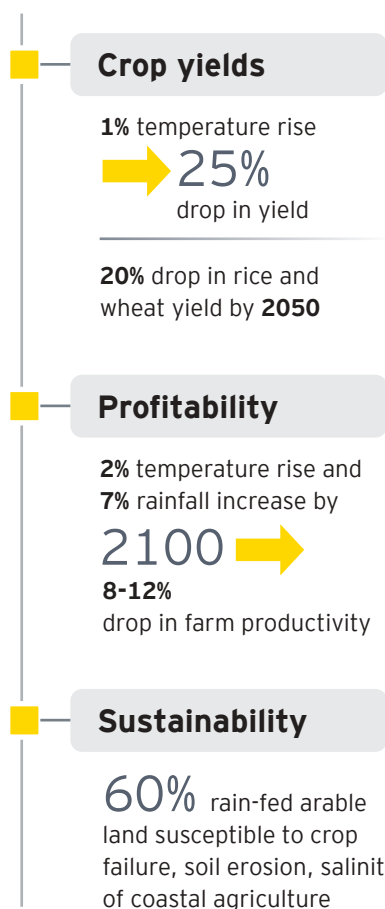 Crop yields
1% temperature rise
25%
drop in yield
20% drop in rice and
wheat yield by 2050
Profitability
2% temperature rise and
7% rainfall increase by
2100
8-12%
drop in farm productivity
Sustainability
60% rain-fed arable
land susceptible to crop
failure, soil erosion, salinit
of coastal agriculture